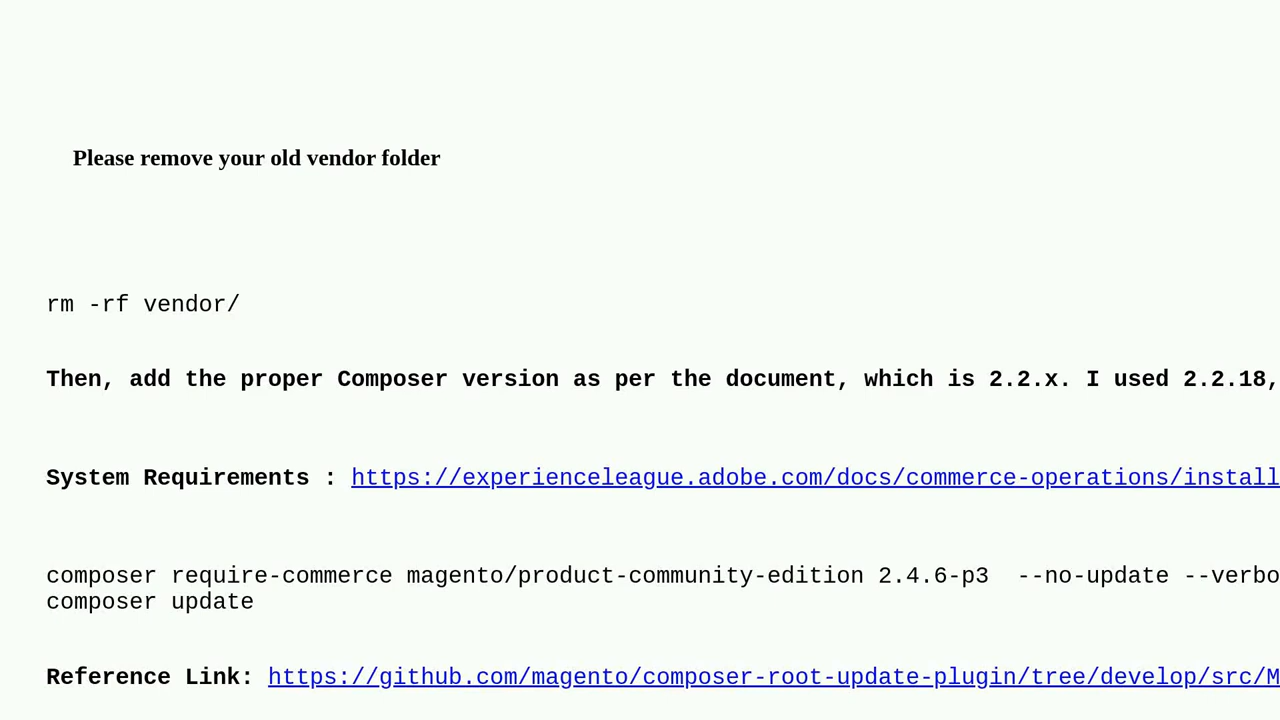 Please remove your old vendor folder
rm -rf vendor/
Then, add the proper Composer version as per the document, which is 2.2.x. I used 2.2.18,
System Requirements : https://experienceleague.adobe.com/docs/commerce-operations/install
composer require-commerce magento/product-community-edition 2.4.6-p3  --no-update --verbo
composer update
Reference Link: https://github.com/magento/composer-root-update-plugin/tree/develop/src/M